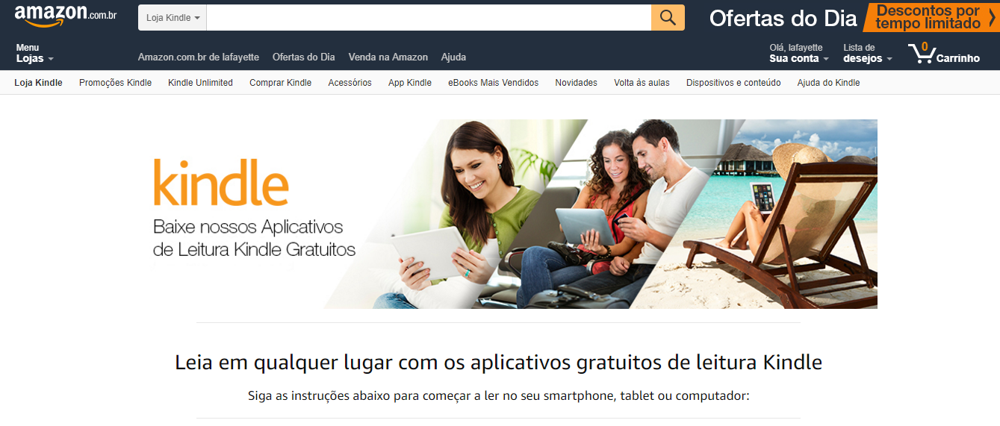 amazon.com.br
Loja Kindle
Ofertas do Dia
Descontos por
tempo limitado
Menu
Lojas
Amazon.com.br de lafayette
Ofertas do Dia
Venda na Amazon
Ajuda
Olá, lafayette
Sua conta
Lista de
desejos
0
Carrinho
Loja Kindle
Promoções Kindle
Kindle Unlimited
Comprar Kindle
Acessórios
App Kindle
eBooks Mais Vendidos
Novidades
Volta às aulas
Dispositivos e conteúdo
Ajuda do Kindle
kindle
Baixe nossos Aplicativos
de Leitura Kindle Gratuitos
Leia em qualquer lugar com os aplicativos gratuitos de leitura Kindle
Siga as instruções abaixo para começar a ler no seu smartphone, tablet ou computador: